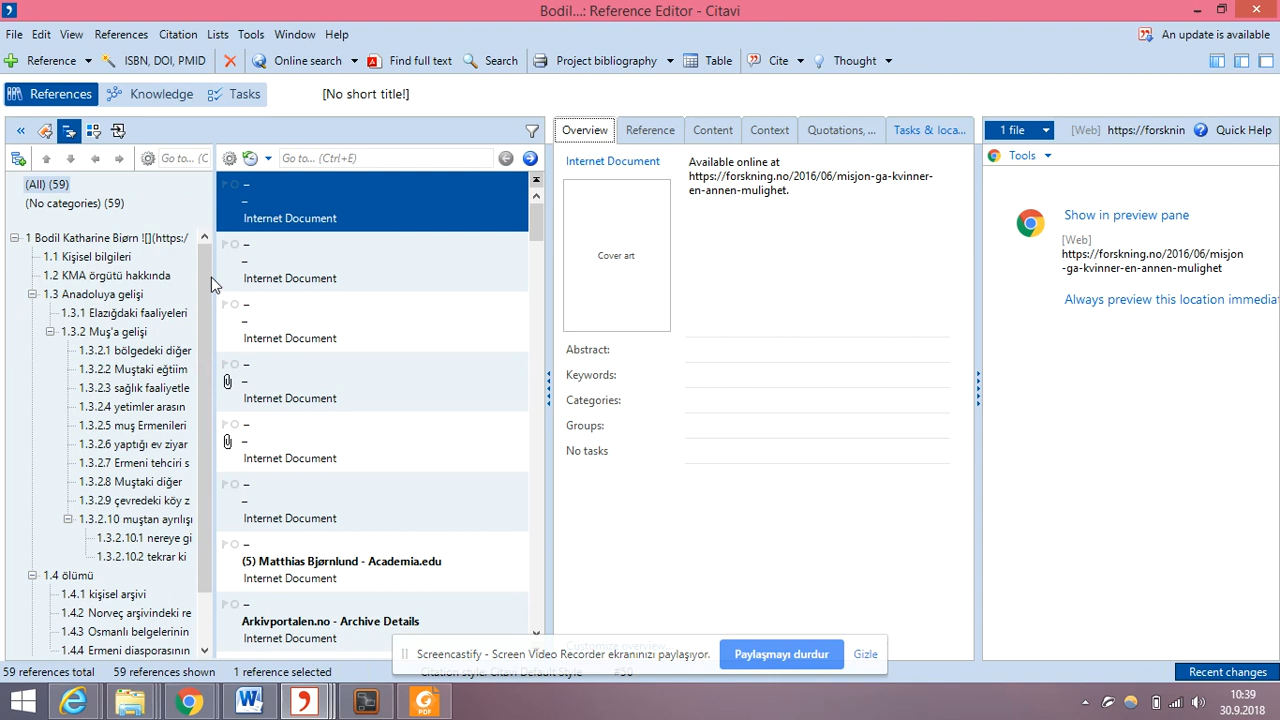 Bodil...: Reference Editor - Citavi
File Edit View References Citation Lists Tools Window Help
An update is available
Reference ISBN, DOI, PMID Online search Find full text Search Project bibliography Table Cite Thought
References Knowledge Tasks [No short title!]
Overview Reference Content Context Quotations, ... Tasks & loca...
1 file [Web] https://forsknin Quick Help
Go to... (C
Go to... (Ctrl+E)
Tools
(All) (59)
(No categories) (59)
1 Bodil Katharine Biørn ![](https:/
1.1 Kişisel bilgileri
1.2 KMA örgütü hakkında
1.3 Anadoluya gelişi
1.3.1 Elazığdaki faaliyeleri
1.3.2 Muş'a gelişi
1.3.2.1 bölgedeki diğer
1.3.2.2 Muştaki eğtiim
1.3.2.3 sağlık faaliyetle
1.3.2.4 yetimler arasın
1.3.2.5 muş Ermenileri
1.3.2.6 yaptığı ev ziyar
1.3.2.7 Ermeni tehciri s
1.3.2.8 Muştaki diğer
1.3.2.9 çevredeki köy z
1.3.2.10 muştan ayrılışı
1.3.2.10.1 nereye gi
1.3.2.10.2 tekrar ki
1.4 ölümü
1.4.1 kişisel arşivi
1.4.2 Norveç arşivindeki re
1.4.3 Osmanlı belgelerinin
1.4.4 Ermeni diasporasının
–
–
Internet Document
–
–
Internet Document
–
–
Internet Document
–
–
Internet Document
–
–
Internet Document
–
–
Internet Document
–
(5) Matthias Bjørnlund - Academia.edu
Internet Document
–
Arkivportalen.no - Archive Details
Internet Document
Internet Document
Cover art
Available online at
https://forskning.no/2016/06/misjon-ga-kvinner-
en-annen-mulighet.
Abstract:
Keywords:
Categories:
Groups:
No tasks
Show in preview pane
[Web]
https://forskning.no/2016/06/misjon
-ga-kvinner-en-annen-mulighet
Always preview this location immedia
Screencastify - Screen Video Recorder ekranınızı paylaşıyor. Paylaşmayı durdur Gizle
59 references total 59 references shown 1 reference selected Citation style: Citavi Default Style #50 Recent changes
10:39
30.9.2018